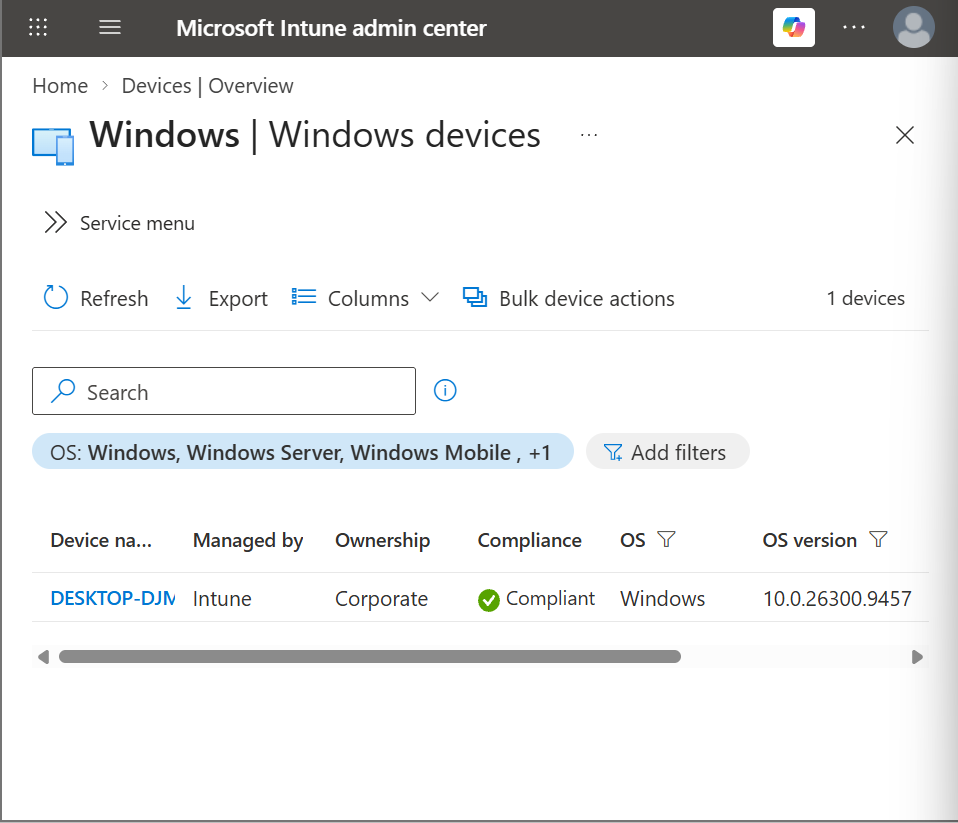 Microsoft Intune admin center
Home > Devices | Overview
Windows | Windows devices
Service menu
Refresh Export Columns Bulk device actions 1 devices
Search
OS: Windows, Windows Server, Windows Mobile , +1 Add filters
Device na... Managed by Ownership Compliance OS OS version
DESKTOP-DJM Intune Corporate Compliant Windows 10.0.26300.9457